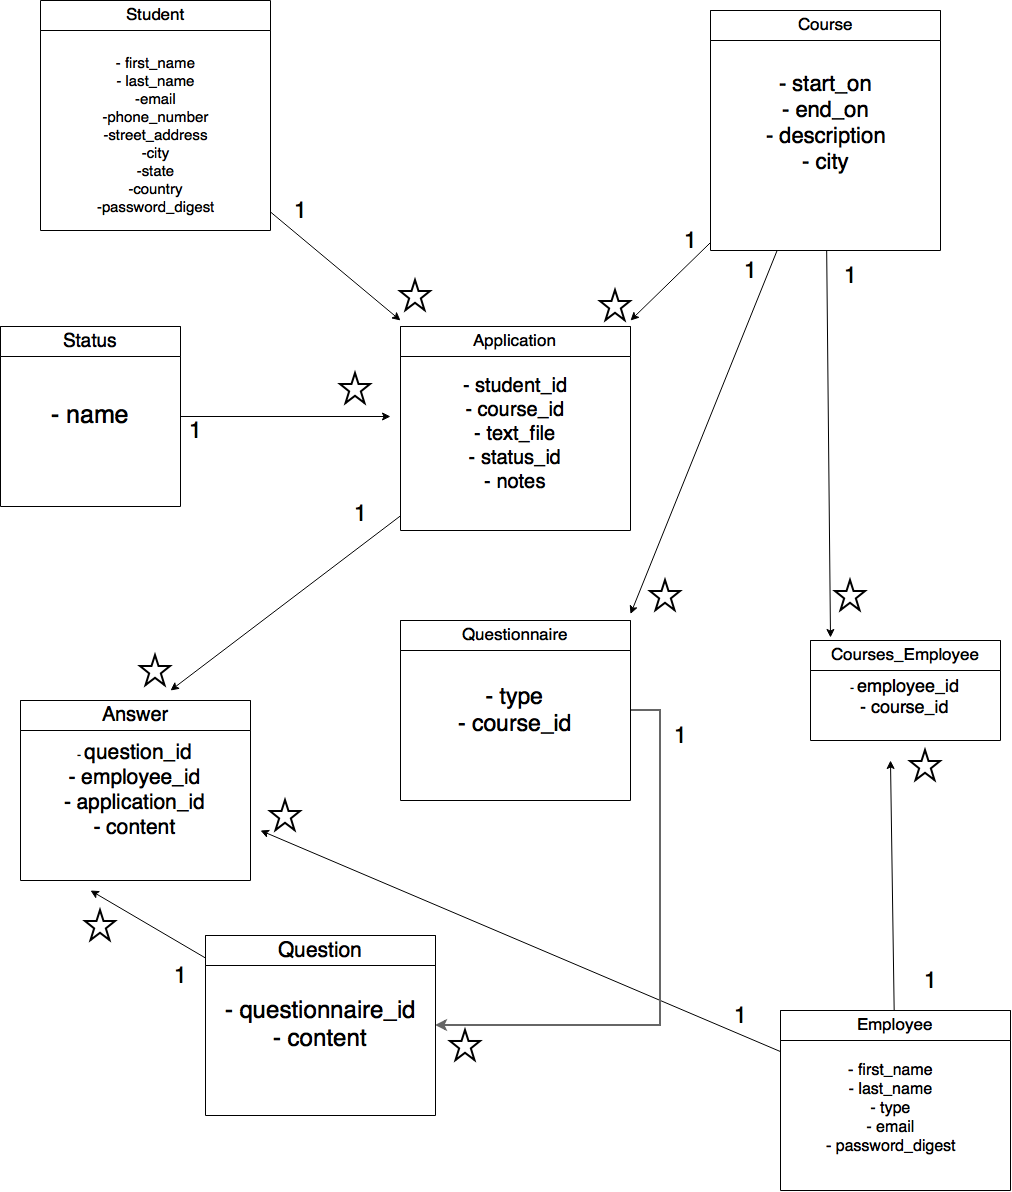 Student
- first_name
- last_name
-email
-phone_number
-street_address
-city
-state
-country
-password_digest
1
Course
- start_on
- end_on
- description
- city
1
1
1
Status
- name
1
Application
- student_id
- course_id
- text_file
- status_id
- notes
1
Questionnaire
- type
- course_id
1
Courses_Employee
- employee_id
- course_id
Answer
- question_id
- employee_id
- application_id
- content
Question
- questionnaire_id
- content
1
1
1
Employee
- first_name
- last_name
- type
- email
- password_digest